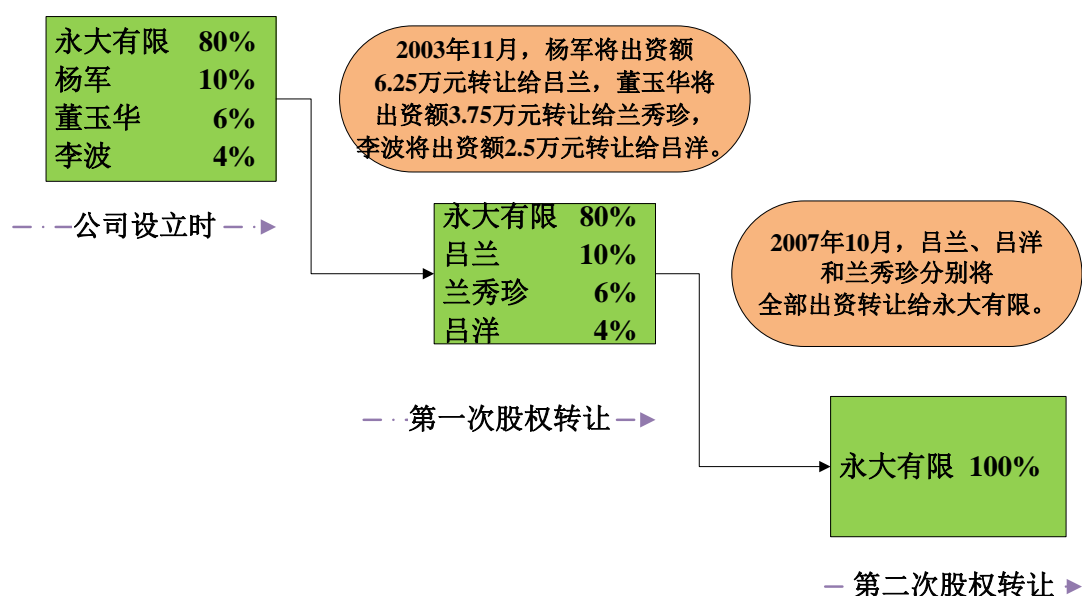 永大有限 80%
杨军 10%
董玉华 6%
李波 4%
公司设立时
2003年11月，杨军将出资额
6.25万元转让给吕兰，董玉华将
出资额3.75万元转让给兰秀珍，
李波将出资额2.5万元转让给吕洋。
永大有限 80%
吕兰 10%
兰秀珍 6%
吕洋 4%
第一次股权转让
2007年10月，吕兰、吕洋
和兰秀珍分别将
全部出资转让给永大有限。
永大有限 100%
第二次股权转让